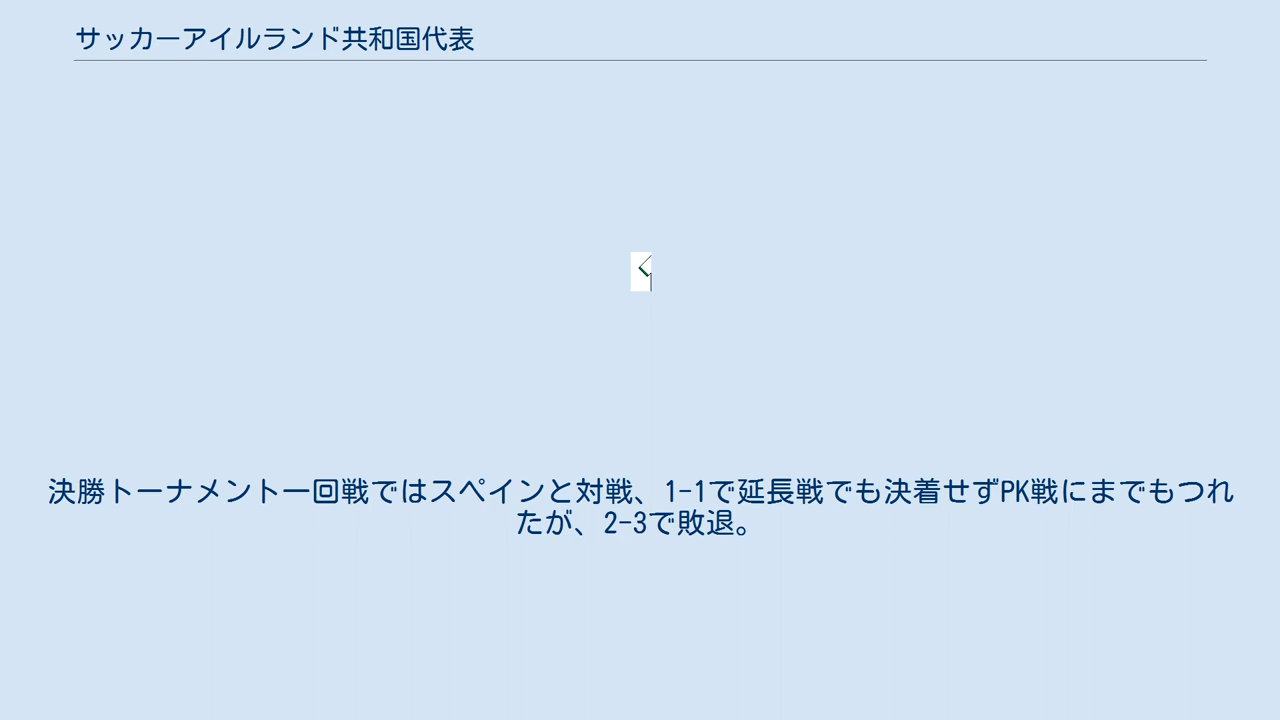 サッカーアイルランド共和国代表
決勝トーナメント一回戦ではスペインと対戦、1-1で延長戦でも決着せずPK戦にまでもつれ
たが、2-3で敗退。